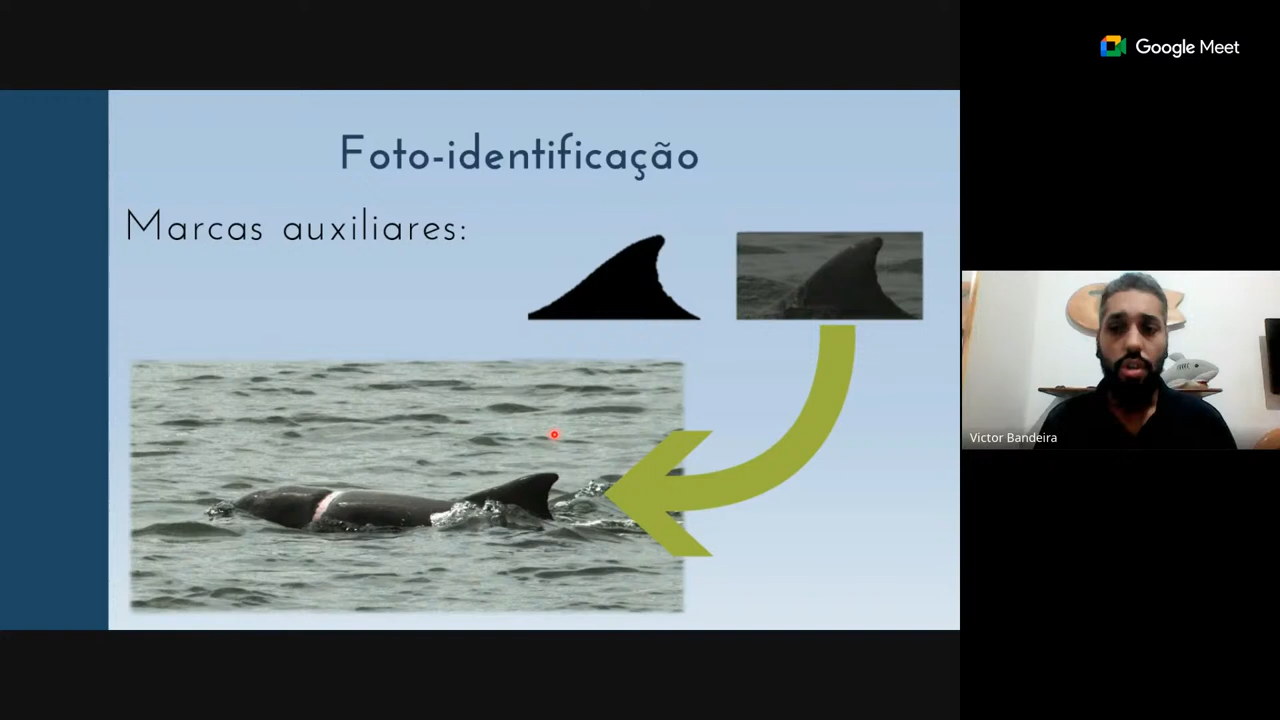 Google Meet
Foto-identificação
Marcas auxiliares:
Victor Bandeira